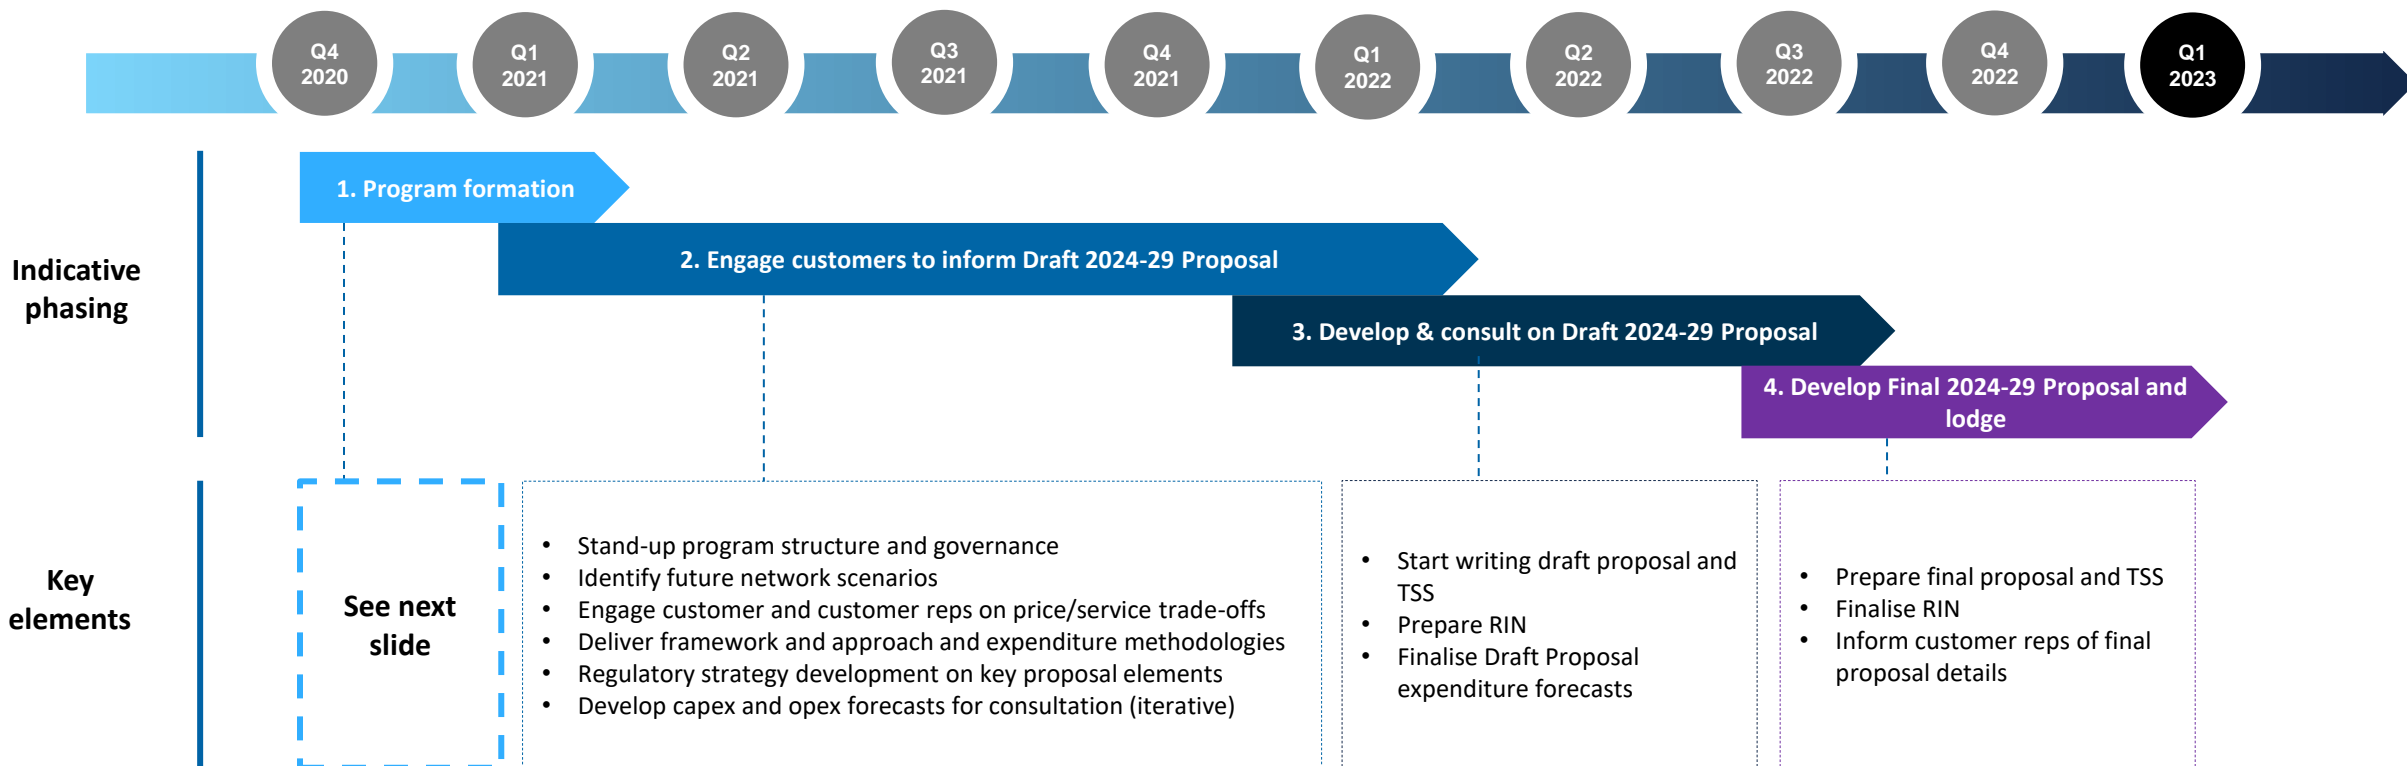 Q4
2020
Q1
2021
Q2
2021
Q3
2021
Q4
2021
Q1
2022
Q2
2022
Q3
2022
Q4
2022
Q1
2023
Indicative
phasing
1. Program formation
2. Engage customers to inform Draft 2024-29 Proposal
3. Develop & consult on Draft 2024-29 Proposal
4. Develop Final 2024-29 Proposal and
lodge
Key
elements
See next
slide
• Stand-up program structure and governance
• Identify future network scenarios
• Engage customer and customer reps on price/service trade-offs
• Deliver framework and approach and expenditure methodologies
• Regulatory strategy development on key proposal elements
• Develop capex and opex forecasts for consultation (iterative)
• Start writing draft proposal and
TSS
• Prepare RIN
• Finalise Draft Proposal
expenditure forecasts
• Prepare final proposal and TSS
• Finalise RIN
• Inform customer reps of final
proposal details